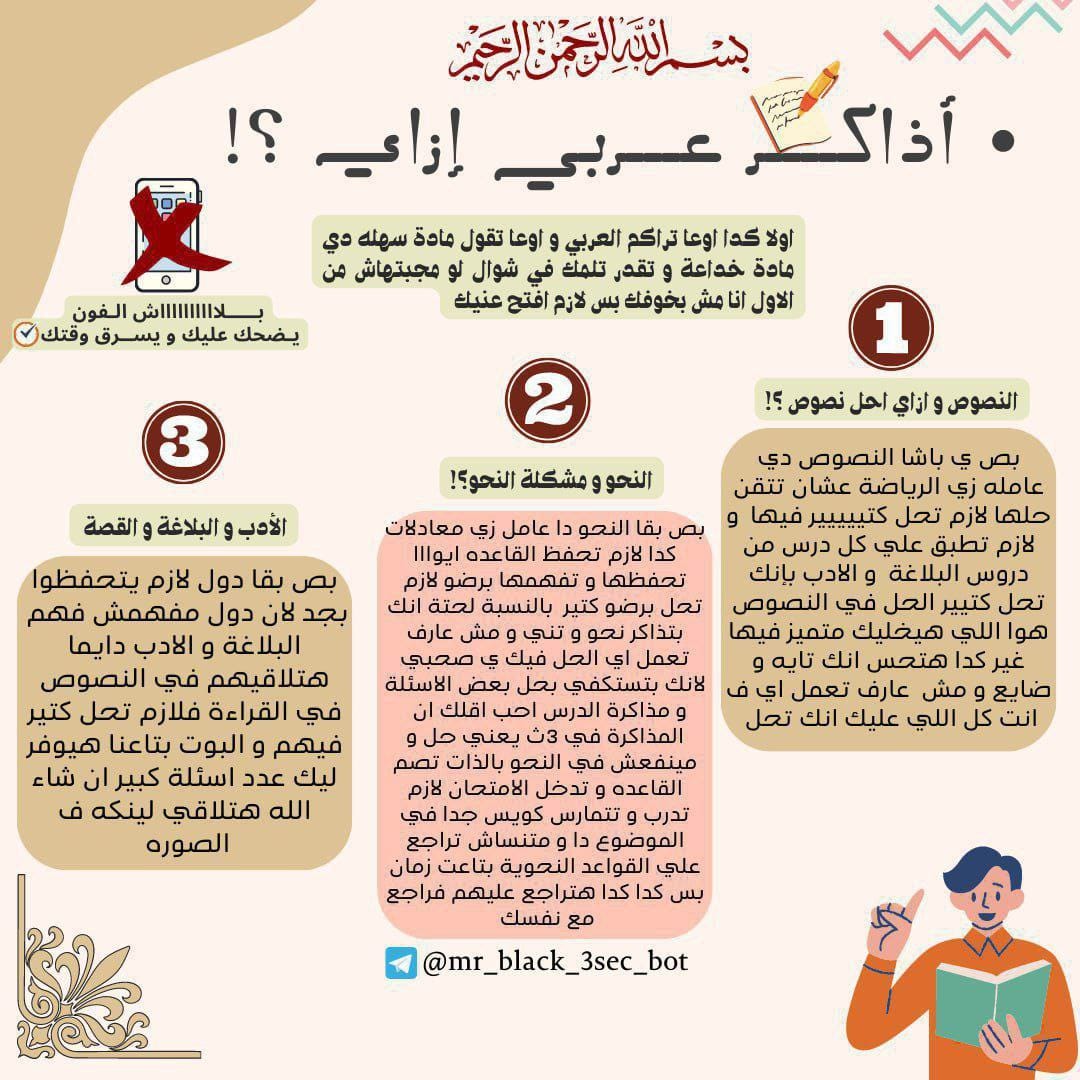 بسم الله الرحمن الرحيم
• أذاكـــر عـــربـي إزاي ؟!
اولا كدا اوعا تراكم العربي و اوعا تقول مادة سهله دي
مادة خداعة و تقدر تلمك في شوال لو مجبتهاش من
الاول انا مش بخوفك بس لازم افتح عنيك
بـــلااااااااااش الـفون
يـضحك عليك و يســرق وقتك
1
النصوص و ازاي احل نصوص ؟!
بص ي باشا النصوص دي
عامله زي الرياضة عشان تتقن
حلها لازم تحل كتييييير فيها و
لازم تطبق علي كل درس من
دروس البلاغة و الادب بإنك
تحل كتيير الحل في النصوص
هوا اللي هيخليك متميز فيها
غير كدا هتحس انك تايه و
ضايع و مش عارف تعمل اي ف
انت كل اللي عليك انك تحل
2
النحو و مشكلة النحو؟!
بص بقا النحو دا عامل زي معادلات
كدا لازم تحفظ القاعده ايوااا
تحفظها و تفهمها برضو لازم
تحل برضو كتير بالنسبة لحتة انك
بتذاكر نحو و تني و مش عارف
تعمل اي الحل فيك ي صحبي
لانك بتستكفي بحل بعض الاسئلة
و مذاكرة الدرس احب اقلك ان
المذاكرة في 3ث يعني حل و
مينفعش في النحو بالذات تصم
القاعده و تدخل الامتحان لازم
تدرب و تتمارس كويس جدا في
الموضوع دا و متنساش تراجع
علي القواعد النحوية بتاعت زمان
بس كدا كدا هتراجع عليهم فراجع
مع نفسك
3
الأدب و البلاغة و القصة
بص بقا دول لازم يتحفظوا
بجد لان دول مفهمش فهم
البلاغة و الادب دايما
هتلاقيهم في النصوص
في القراءة فلازم تحل كتير
فيهم و البوت بتاعنا هيوفر
ليك عدد اسئلة كبير ان شاء
الله هتلاقي لينكه ف
الصوره
@mr_black_3sec_bot